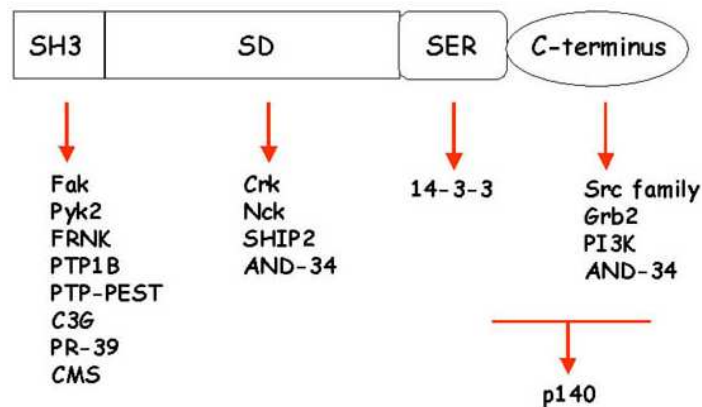 SH3 SD SER C-terminus
Fak
Pyk2
FRNK
PTP1B
PTP-PEST
C3G
PR-39
CMS
Crk
Nck
SHIP2
AND-34
14-3-3
Src family
Grb2
PI3K
AND-34
p140